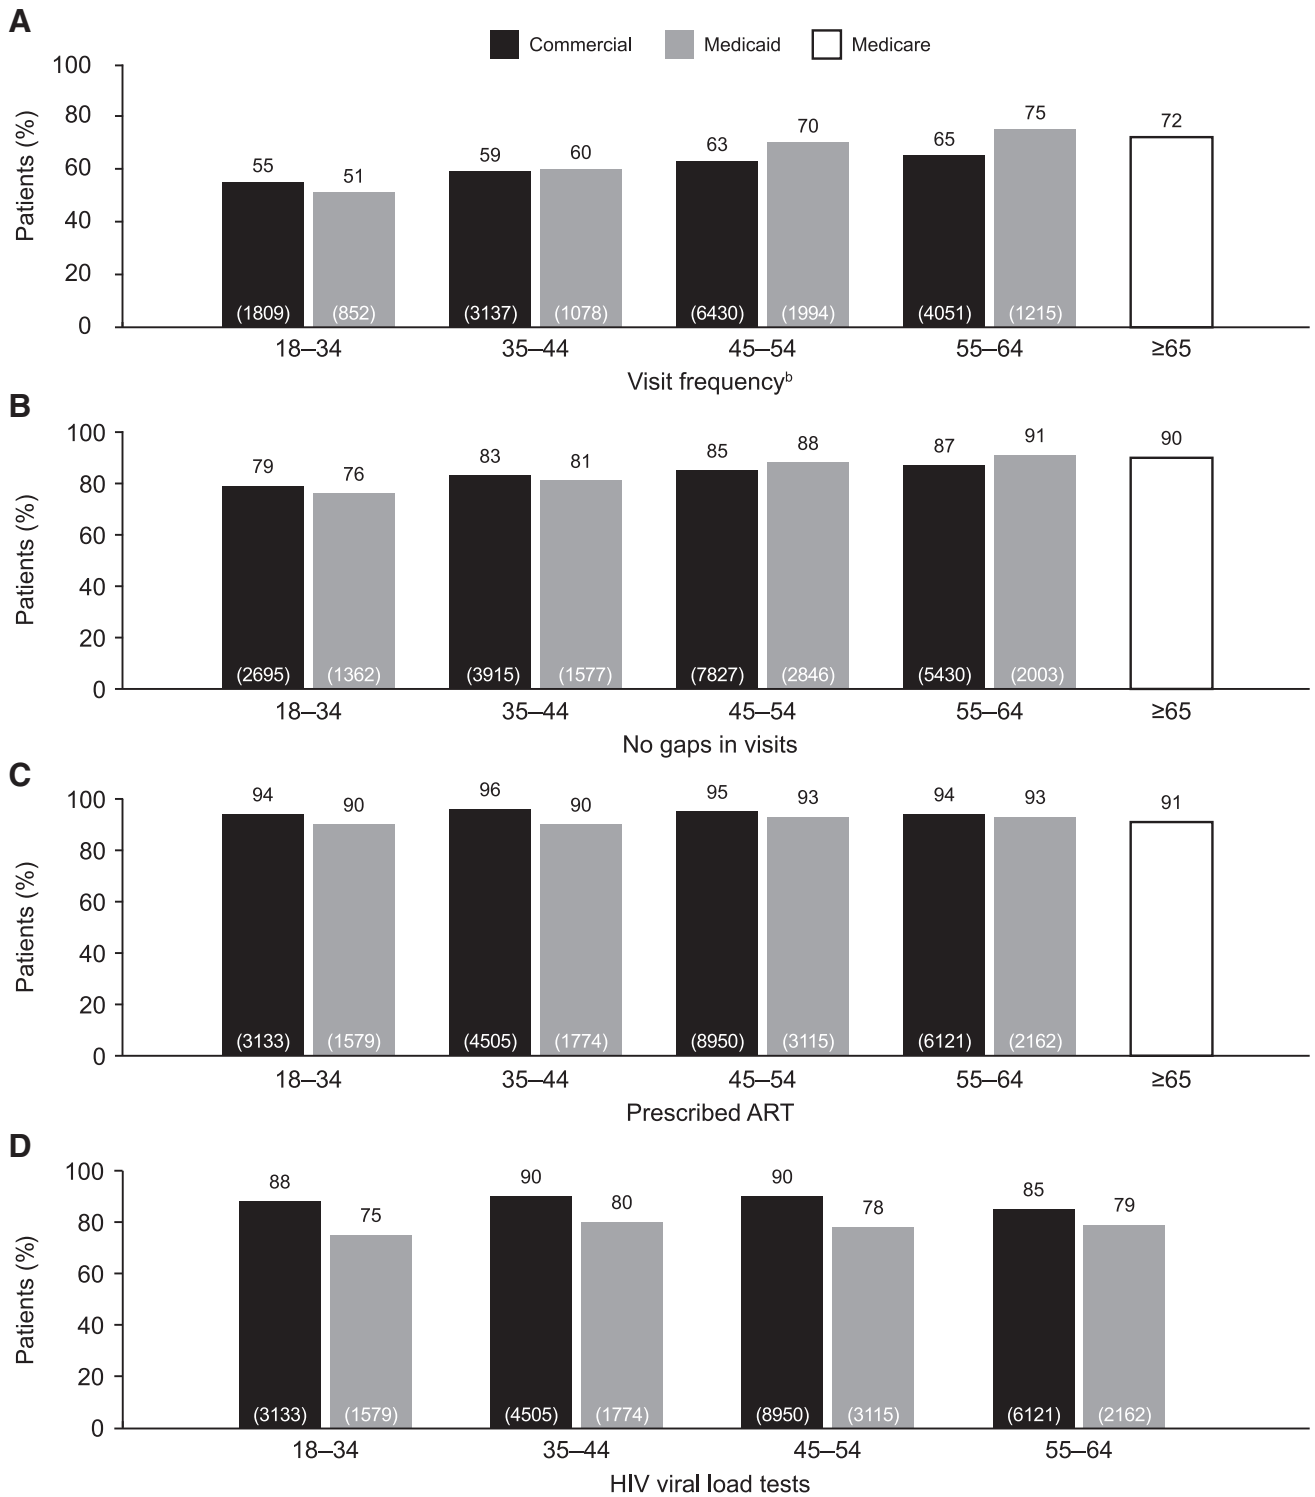 A
Commercial Medicaid Medicare
100
80
60
40
20
0
Patients (%)
55 51 59 60 63 70 65 75 72
(1809) (852) (3137) (1078) (6430) (1994) (4051) (1215)
18–34 35–44 45–54 55–64 ≥65
Visit frequencyᵇ
B
100
80
60
40
20
0
Patients (%)
79 76 83 81 85 88 87 91 90
(2695) (1362) (3915) (1577) (7827) (2846) (5430) (2003)
18–34 35–44 45–54 55–64 ≥65
No gaps in visits
C
100
80
60
40
20
0
Patients (%)
94 90 96 90 95 93 94 93 91
(3133) (1579) (4505) (1774) (8950) (3115) (6121) (2162)
18–34 35–44 45–54 55–64 ≥65
Prescribed ART
D
100
80
60
40
20
0
Patients (%)
88 75 90 80 90 78 85 79
(3133) (1579) (4505) (1774) (8950) (3115) (6121) (2162)
18–34 35–44 45–54 55–64
HIV viral load tests